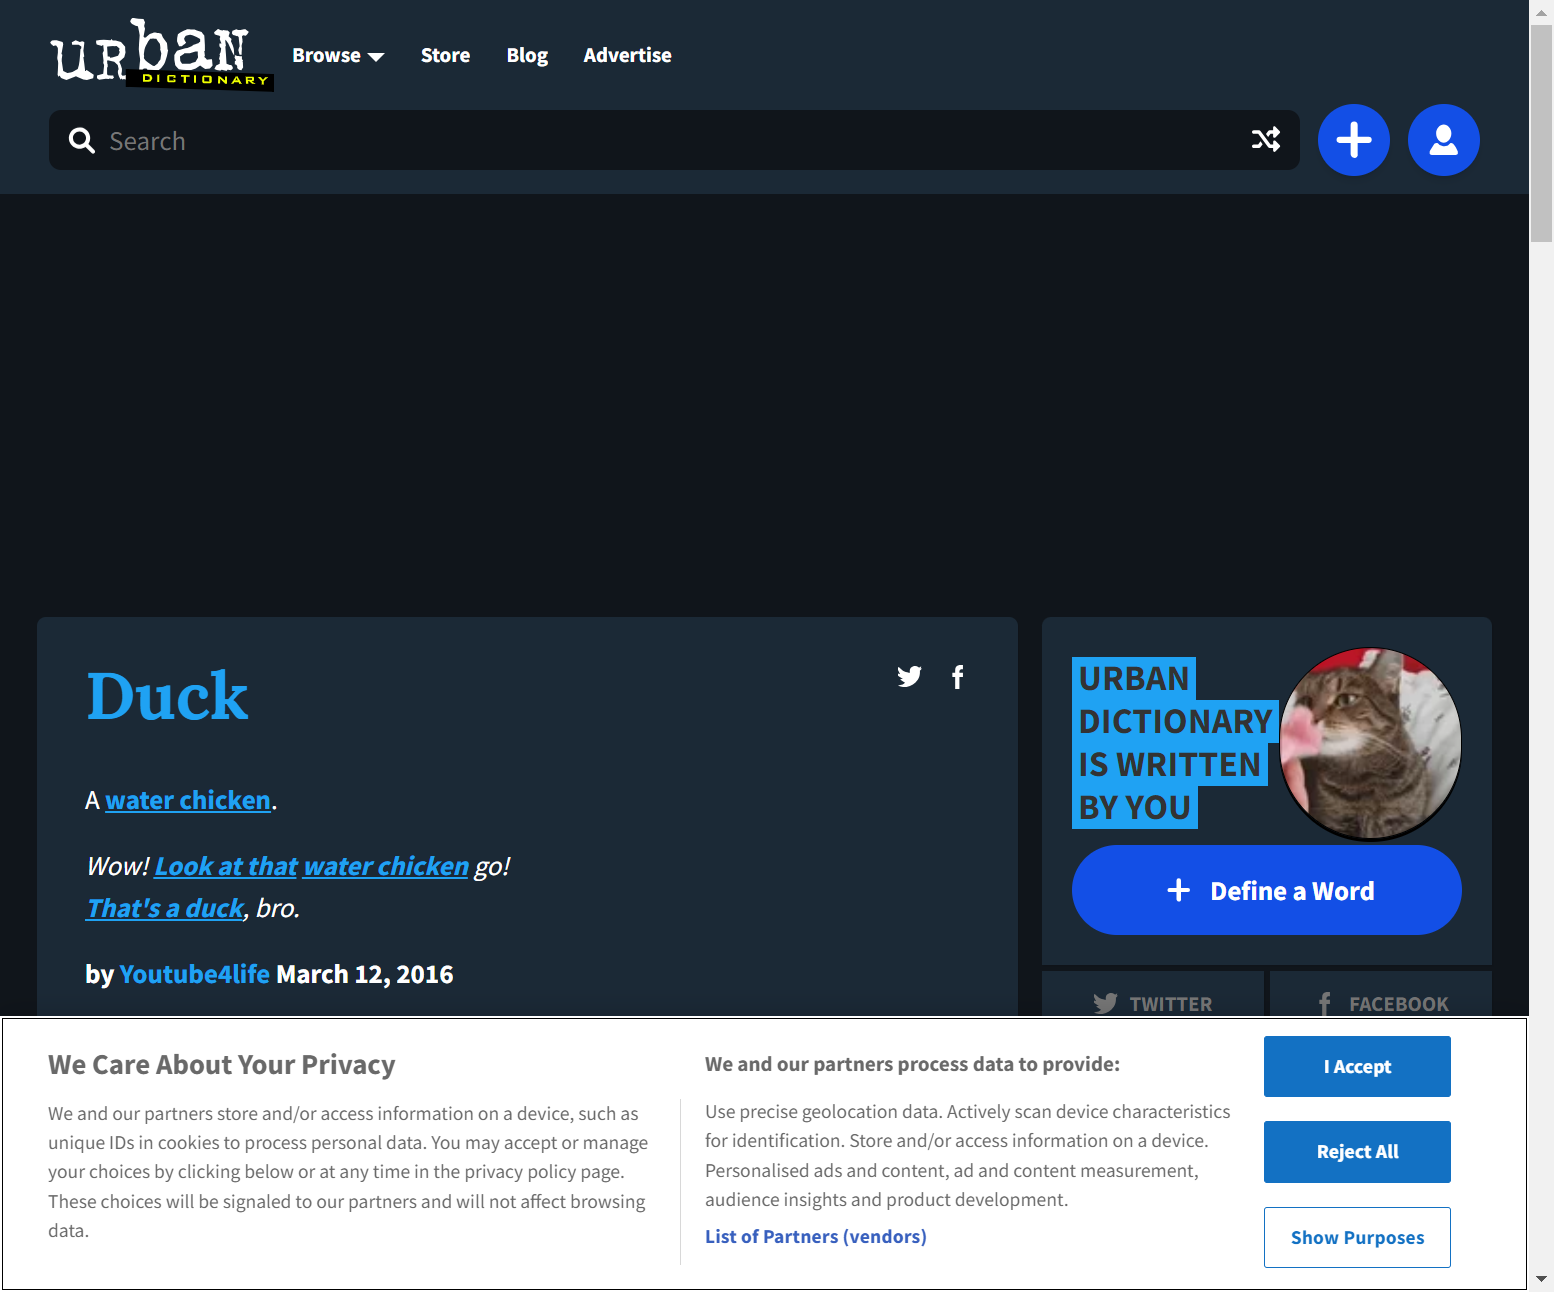 urban
DICTIONARY
Browse
Store
Blog
Advertise
Search
Duck
A water chicken.
Wow! Look at that water chicken go!
That's a duck, bro.
by Youtube4life March 12, 2016
URBAN
DICTIONARY
IS WRITTEN
BY YOU
Define a Word
TWITTER
FACEBOOK
We Care About Your Privacy
We and our partners store and/or access information on a device, such as
unique IDs in cookies to process personal data. You may accept or manage
your choices by clicking below or at any time in the privacy policy page.
These choices will be signaled to our partners and will not affect browsing
data.
We and our partners process data to provide:
Use precise geolocation data. Actively scan device characteristics
for identification. Store and/or access information on a device.
Personalised ads and content, ad and content measurement,
audience insights and product development.
List of Partners (vendors)
I Accept
Reject All
Show Purposes